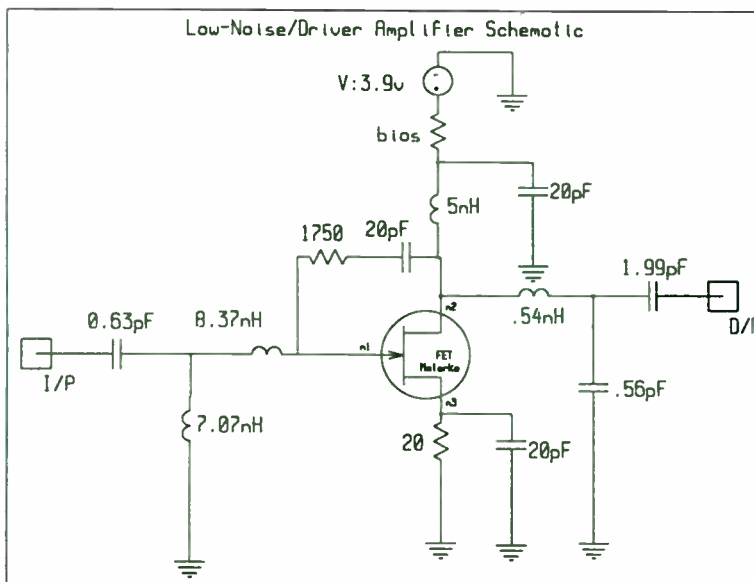 Low-Noise/Driver Amplifier Schematic
V:3.9v
bias
20pF
5nH
1750
20pF
1.99pF
n2
0.63pF
8.37nH
.54nH
n1
FET
I/P
n3
.56pF
7.07nH
20
20pF